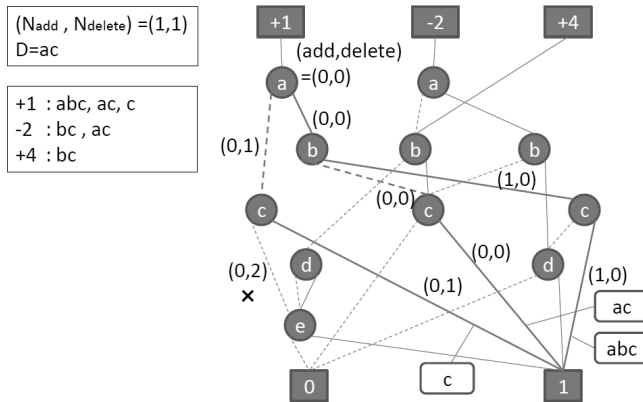 (Nadd , Ndelete) =(1,1)
D=ac
+1 : abc, ac, c
-2 : bc , ac
+4 : bc
+1
-2
+4
(add,delete)
=(0,0)
a
a
(0,0)
(0,1)
b
b
b
(1,0)
(0,0)
c
c
c
(0,0)
(0,2)
×
d
d
(0,1)
(1,0)
ac
e
abc
c
0
1